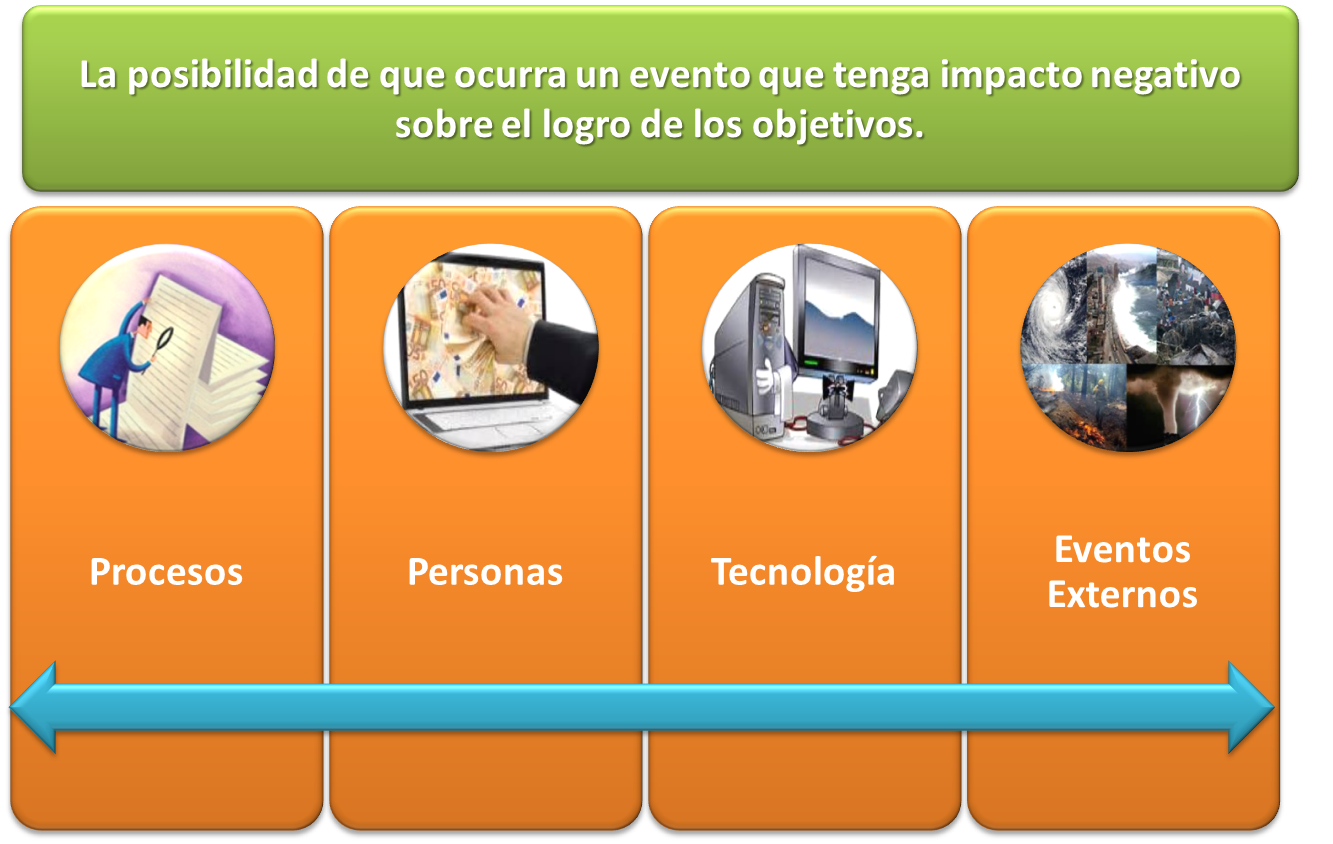 La posibilidad de que ocurra un evento que tenga impacto negativo
sobre el logro de los objetivos.
Procesos
Personas
Tecnología
Eventos
Externos